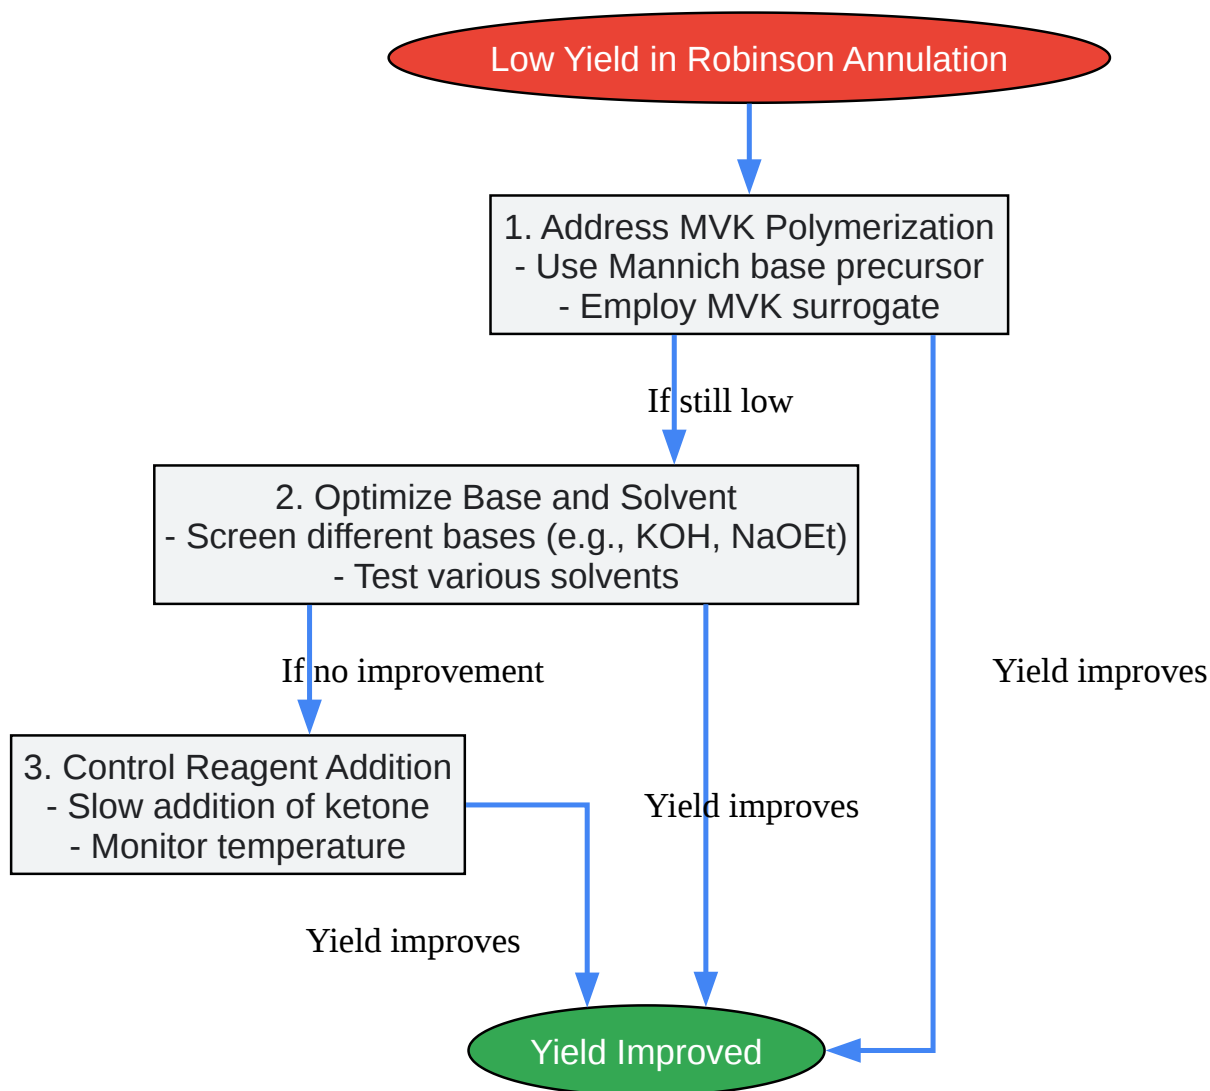 Low Yield in Robinson Annulation
1. Address MVK Polymerization
- Use Mannich base precursor
- Employ MVK surrogate
If still low
2. Optimize Base and Solvent
- Screen different bases (e.g., KOH, NaOEt)
- Test various solvents
If no improvement
Yield improves
3. Control Reagent Addition
- Slow addition of ketone
- Monitor temperature
Yield improves
Yield improves
Yield Improved